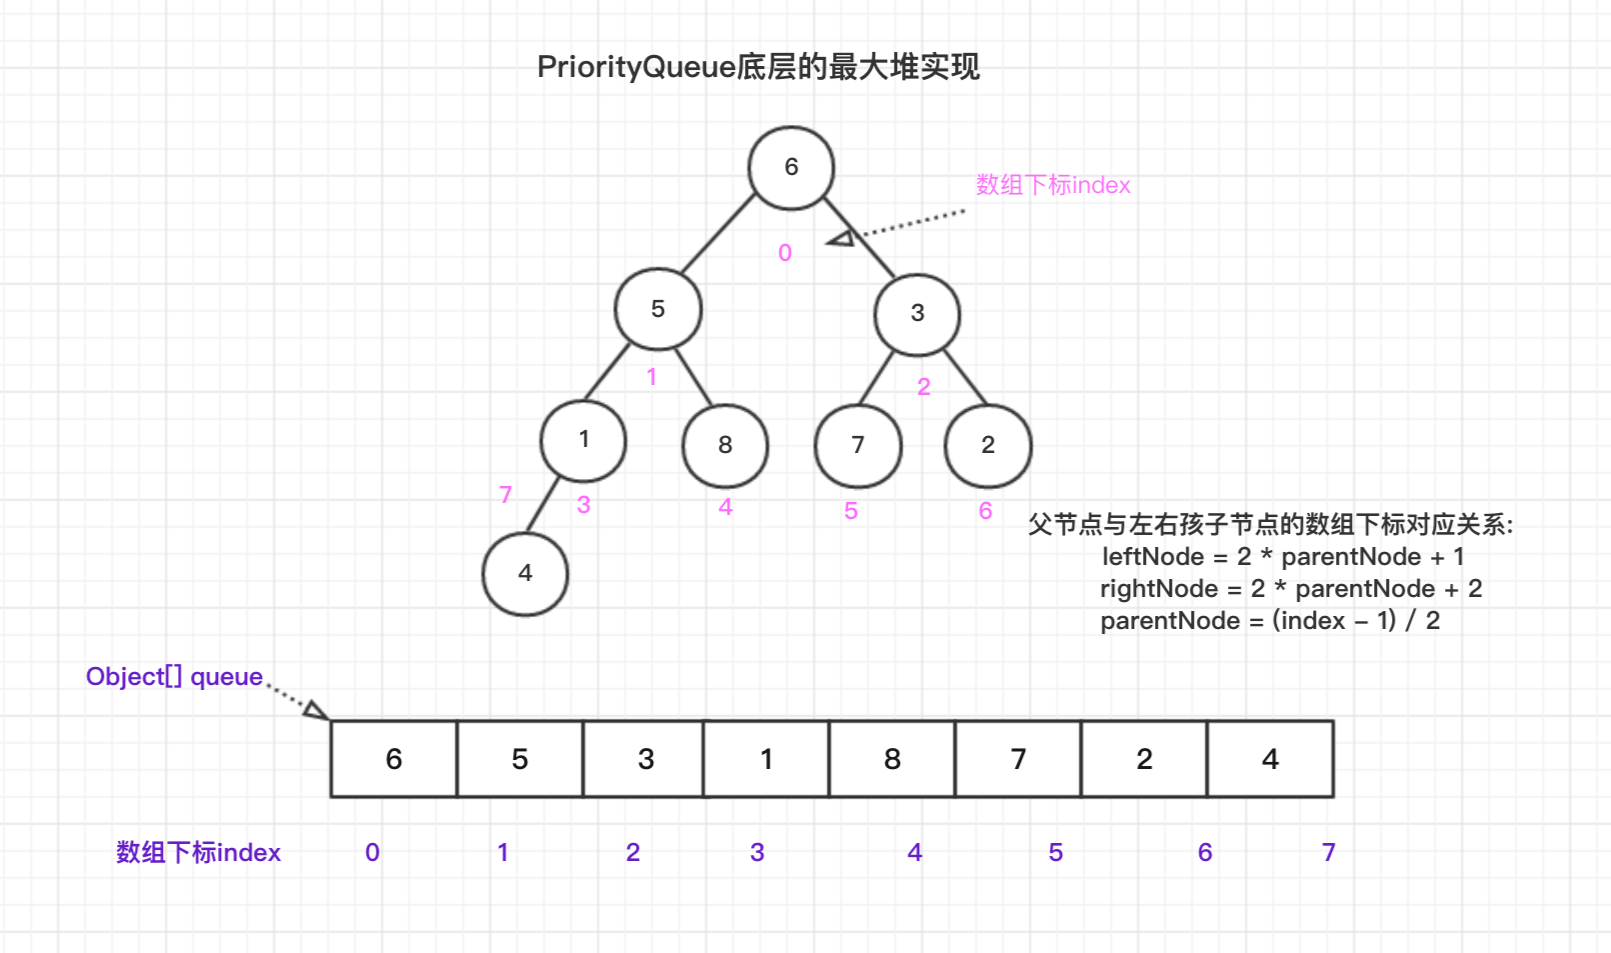 PriorityQueue底层的最大堆实现
6
数组下标index
0
5
3
1
2
1
8
7
2
7
3
4
5
6
4
父节点与左右孩子节点的数组下标对应关系:
leftNode = 2 * parentNode + 1
rightNode = 2 * parentNode + 2
parentNode = (index - 1) / 2
Object[] queue
6 5 3 1 8 7 2 4
数组下标index 0 1 2 3 4 5 6 7